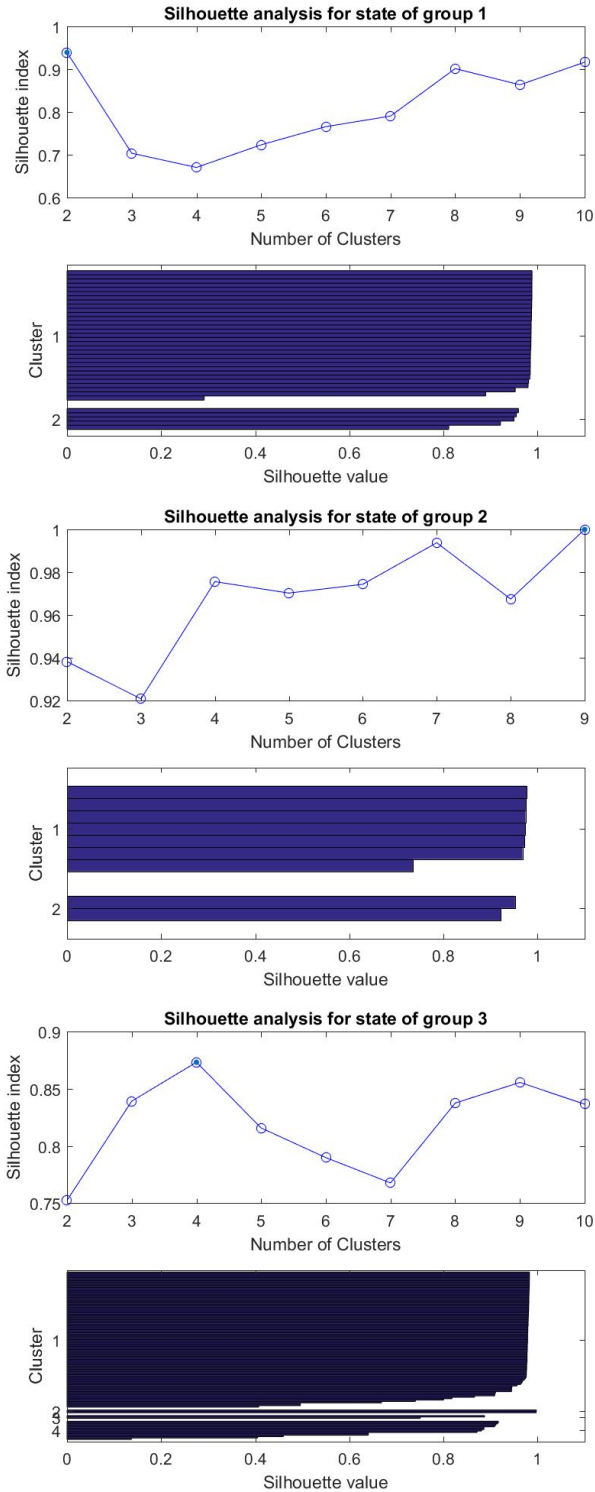 Silhouette analysis for state of group 1
1
0.9
0.8
0.7
0.6
Silhouette index
2 3 4 5 6 7 8 9 10
Number of Clusters
Cluster
1
2
0 0.2 0.4 0.6 0.8 1
Silhouette value
Silhouette analysis for state of group 2
1
0.98
0.96
0.94
0.92
Silhouette index
2 3 4 5 6 7 8 9
Number of Clusters
Cluster
1
2
0 0.2 0.4 0.6 0.8 1
Silhouette value
Silhouette analysis for state of group 3
0.9
0.85
0.8
0.75
Silhouette index
2 3 4 5 6 7 8 9 10
Number of Clusters
Cluster
1
2
3
4
0 0.2 0.4 0.6 0.8 1
Silhouette value